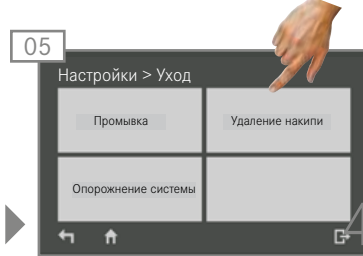 05
Настройки > Уход
Промывка
Удаление накипи
Опорожнение системы